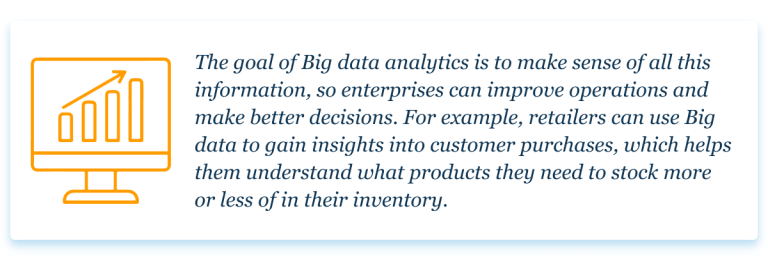 The goal of Big data analytics is to make sense of all this
information, so enterprises can improve operations and
make better decisions. For example, retailers can use Big
data to gain insights into customer purchases, which helps
them understand what products they need to stock more
or less of in their inventory.